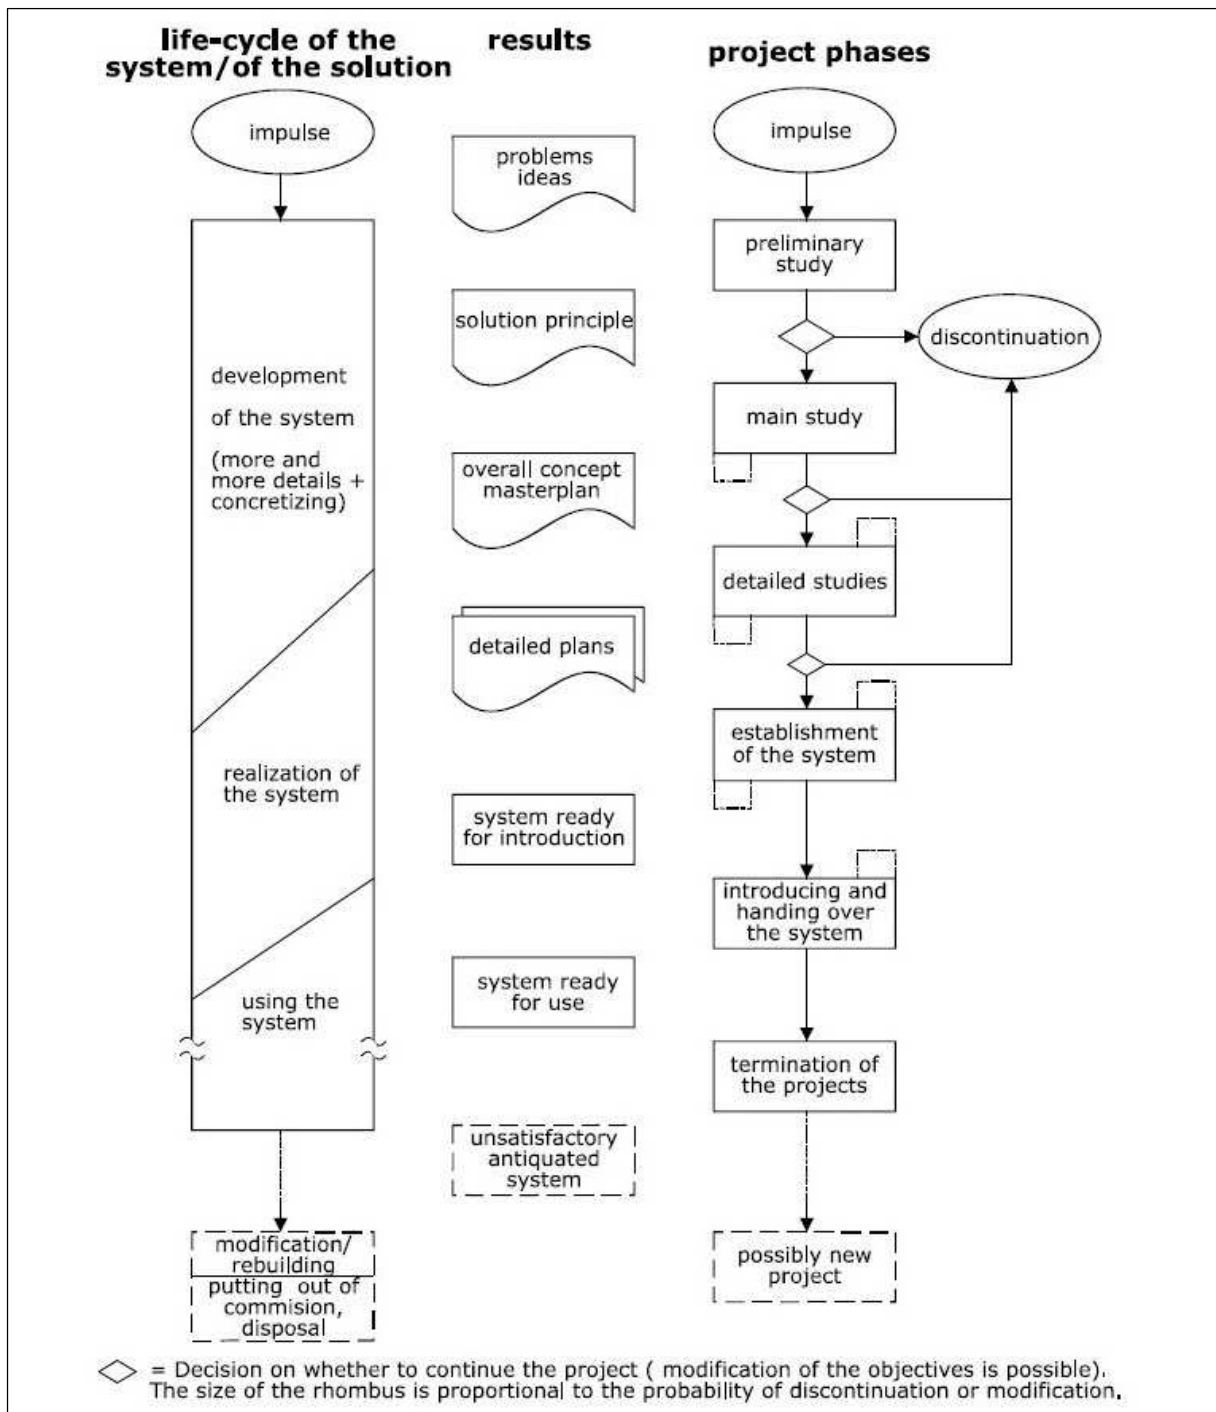 life-cycle of the
system/of the solution
results
project phases
impulse
problems
ideas
impulse
preliminary
study
solution principle
discontinuation
development
of the system
(more and
more details +
concretizing)
main study
overall concept
masterplan
detailed studies
detailed plans
establishment
of the system
realization of
the system
system ready
for introduction
introducing and
handing over
the system
using the
system
system ready
for use
termination of
the projects
unsatisfactory
antiquated
system
modification/
rebuilding
putting out of
commision,
disposal
possibly new
project
= Decision on whether to continue the project ( modification of the objectives is possible).
The size of the rhombus is proportional to the probability of discontinuation or modification.